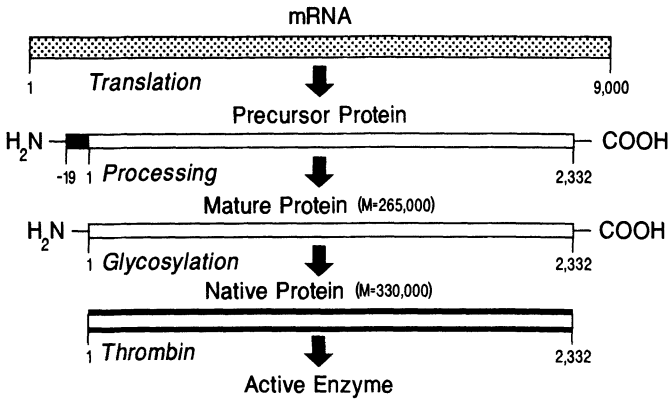 mRNA
1 Translation 9,000
Precursor Protein
H2N COOH
-19 1 Processing 2,332
Mature Protein (M=265,000)
H2N COOH
1 Glycosylation 2,332
Native Protein (M=330,000)
1 Thrombin 2,332
Active Enzyme